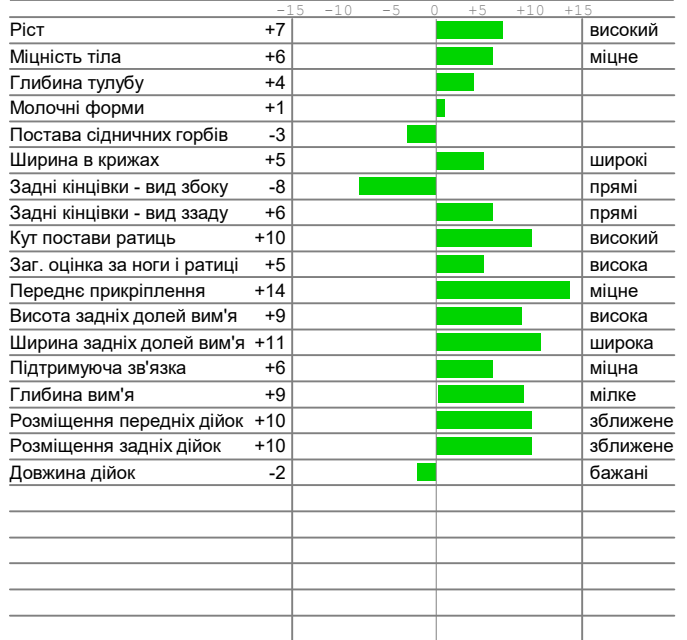 -15 -10 -5 0 +5 +10 +15
Ріст +7 високий
Міцність тіла +6 міцне
Глибина тулубу +4
Молочні форми +1
Постава сідничних горбів -3
Ширина в крижах +5 широкі
Задні кінцівки - вид збоку -8 прямі
Задні кінцівки - вид ззаду +6 прямі
Кут постави ратиць +10 високий
Заг. оцінка за ноги і ратиці +5 висока
Переднє прикріплення +14 міцне
Висота задніх долей вим'я +9 висока
Ширина задніх долей вим'я +11 широка
Підтримуюча зв'язка +6 міцна
Глибина вим'я +9 мілке
Розміщення передніх дійок +10 зближене
Розміщення задніх дійок +10 зближене
Довжина дійок -2 бажані